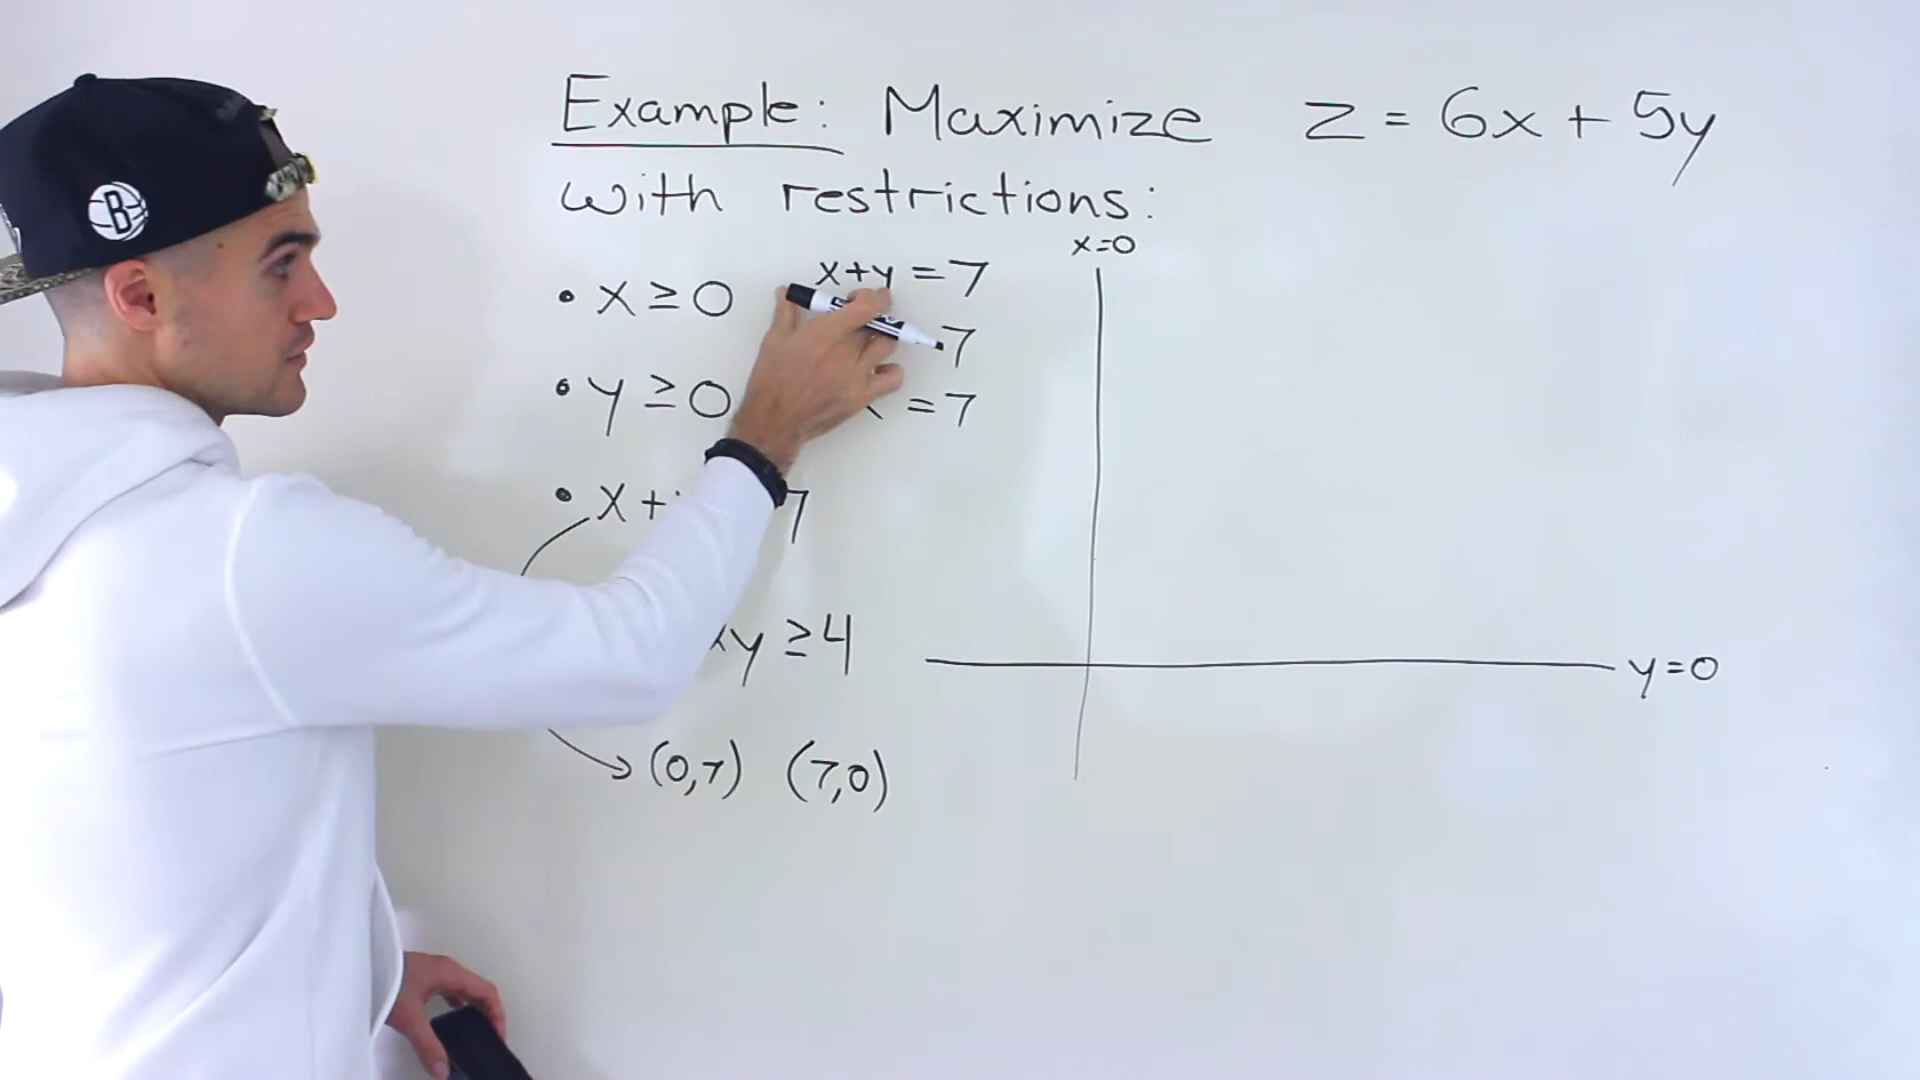 Example: Maximize z = 6x + 5y
with restrictions:
x=0
• x ≥ 0
x+y = 7
7
• y ≥ 0
= 7
• x + 7
y ≥ 4
y=0
(0,7) (7,0)
B